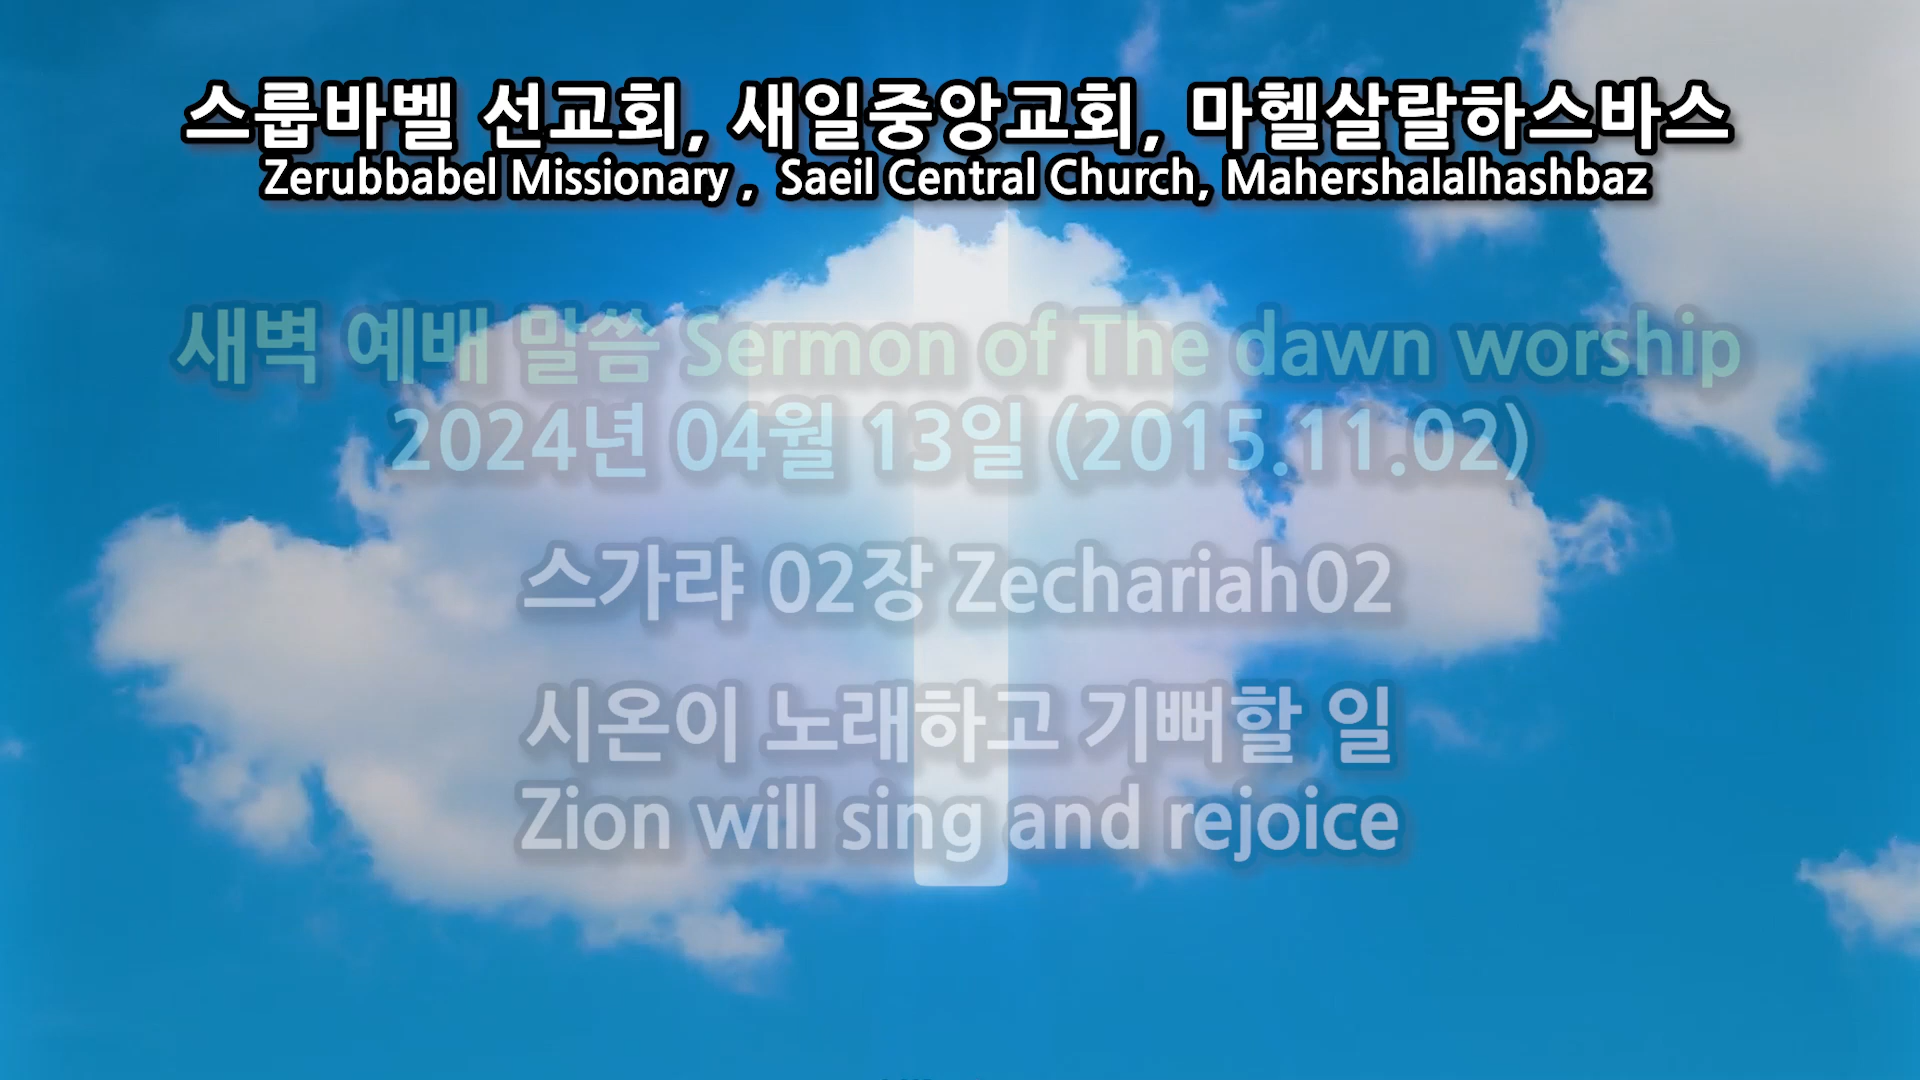 스룹바벨 선교회, 새일중앙교회, 마헬살랄하스바스
Zerubbabel Missionary , Saeil Central Church, Mahershalalhashbaz
새벽 예배 말씀 Sermon of The dawn worship
2024년 04월 13일 (2015.11.02)
스가랴 02장 Zechariah02
시온이 노래하고 기뻐할 일
Zion will sing and rejoice